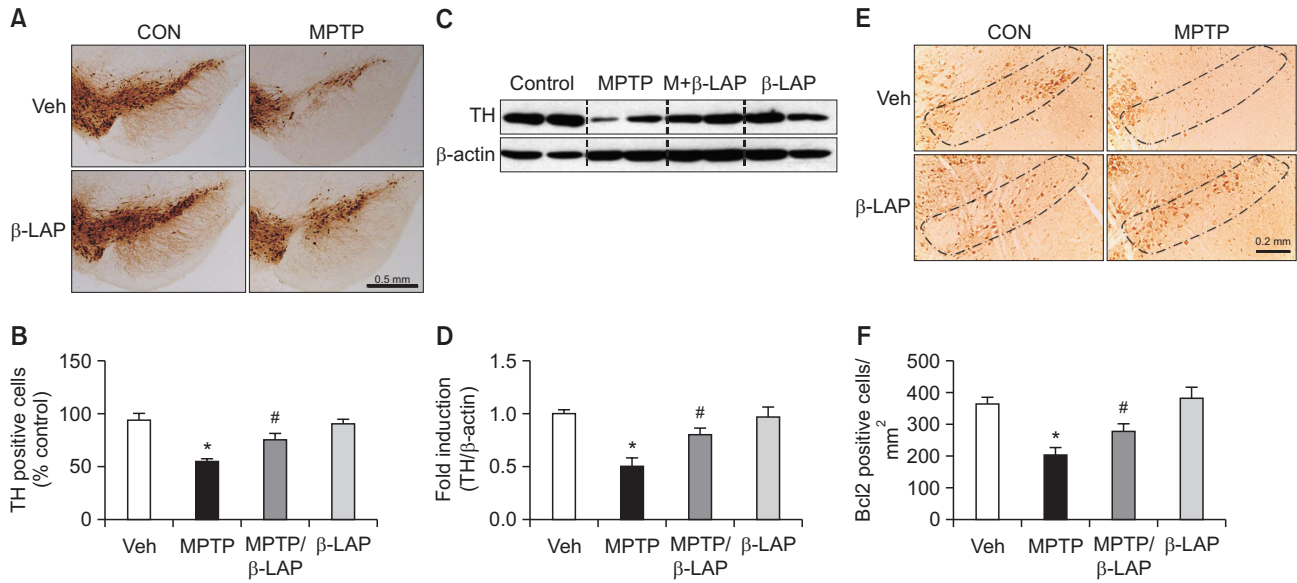 A
CON
MPTP
Veh
β-LAP
0.5 mm
B
TH positive cells
(% control)
150
100
50
0
*
#
Veh
MPTP
MPTP/
β-LAP
β-LAP
C
Control
MPTP
M+β-LAP
β-LAP
TH
β-actin
D
Fold induction
(TH/β-actin)
1.5
1.0
0.5
0.0
*
#
Veh
MPTP
MPTP/
β-LAP
β-LAP
E
CON
MPTP
Veh
β-LAP
0.2 mm
F
Bcl2 positive cells/
mm²
500
400
300
200
100
0
*
#
Veh
MPTP
MPTP/
β-LAP
β-LAP